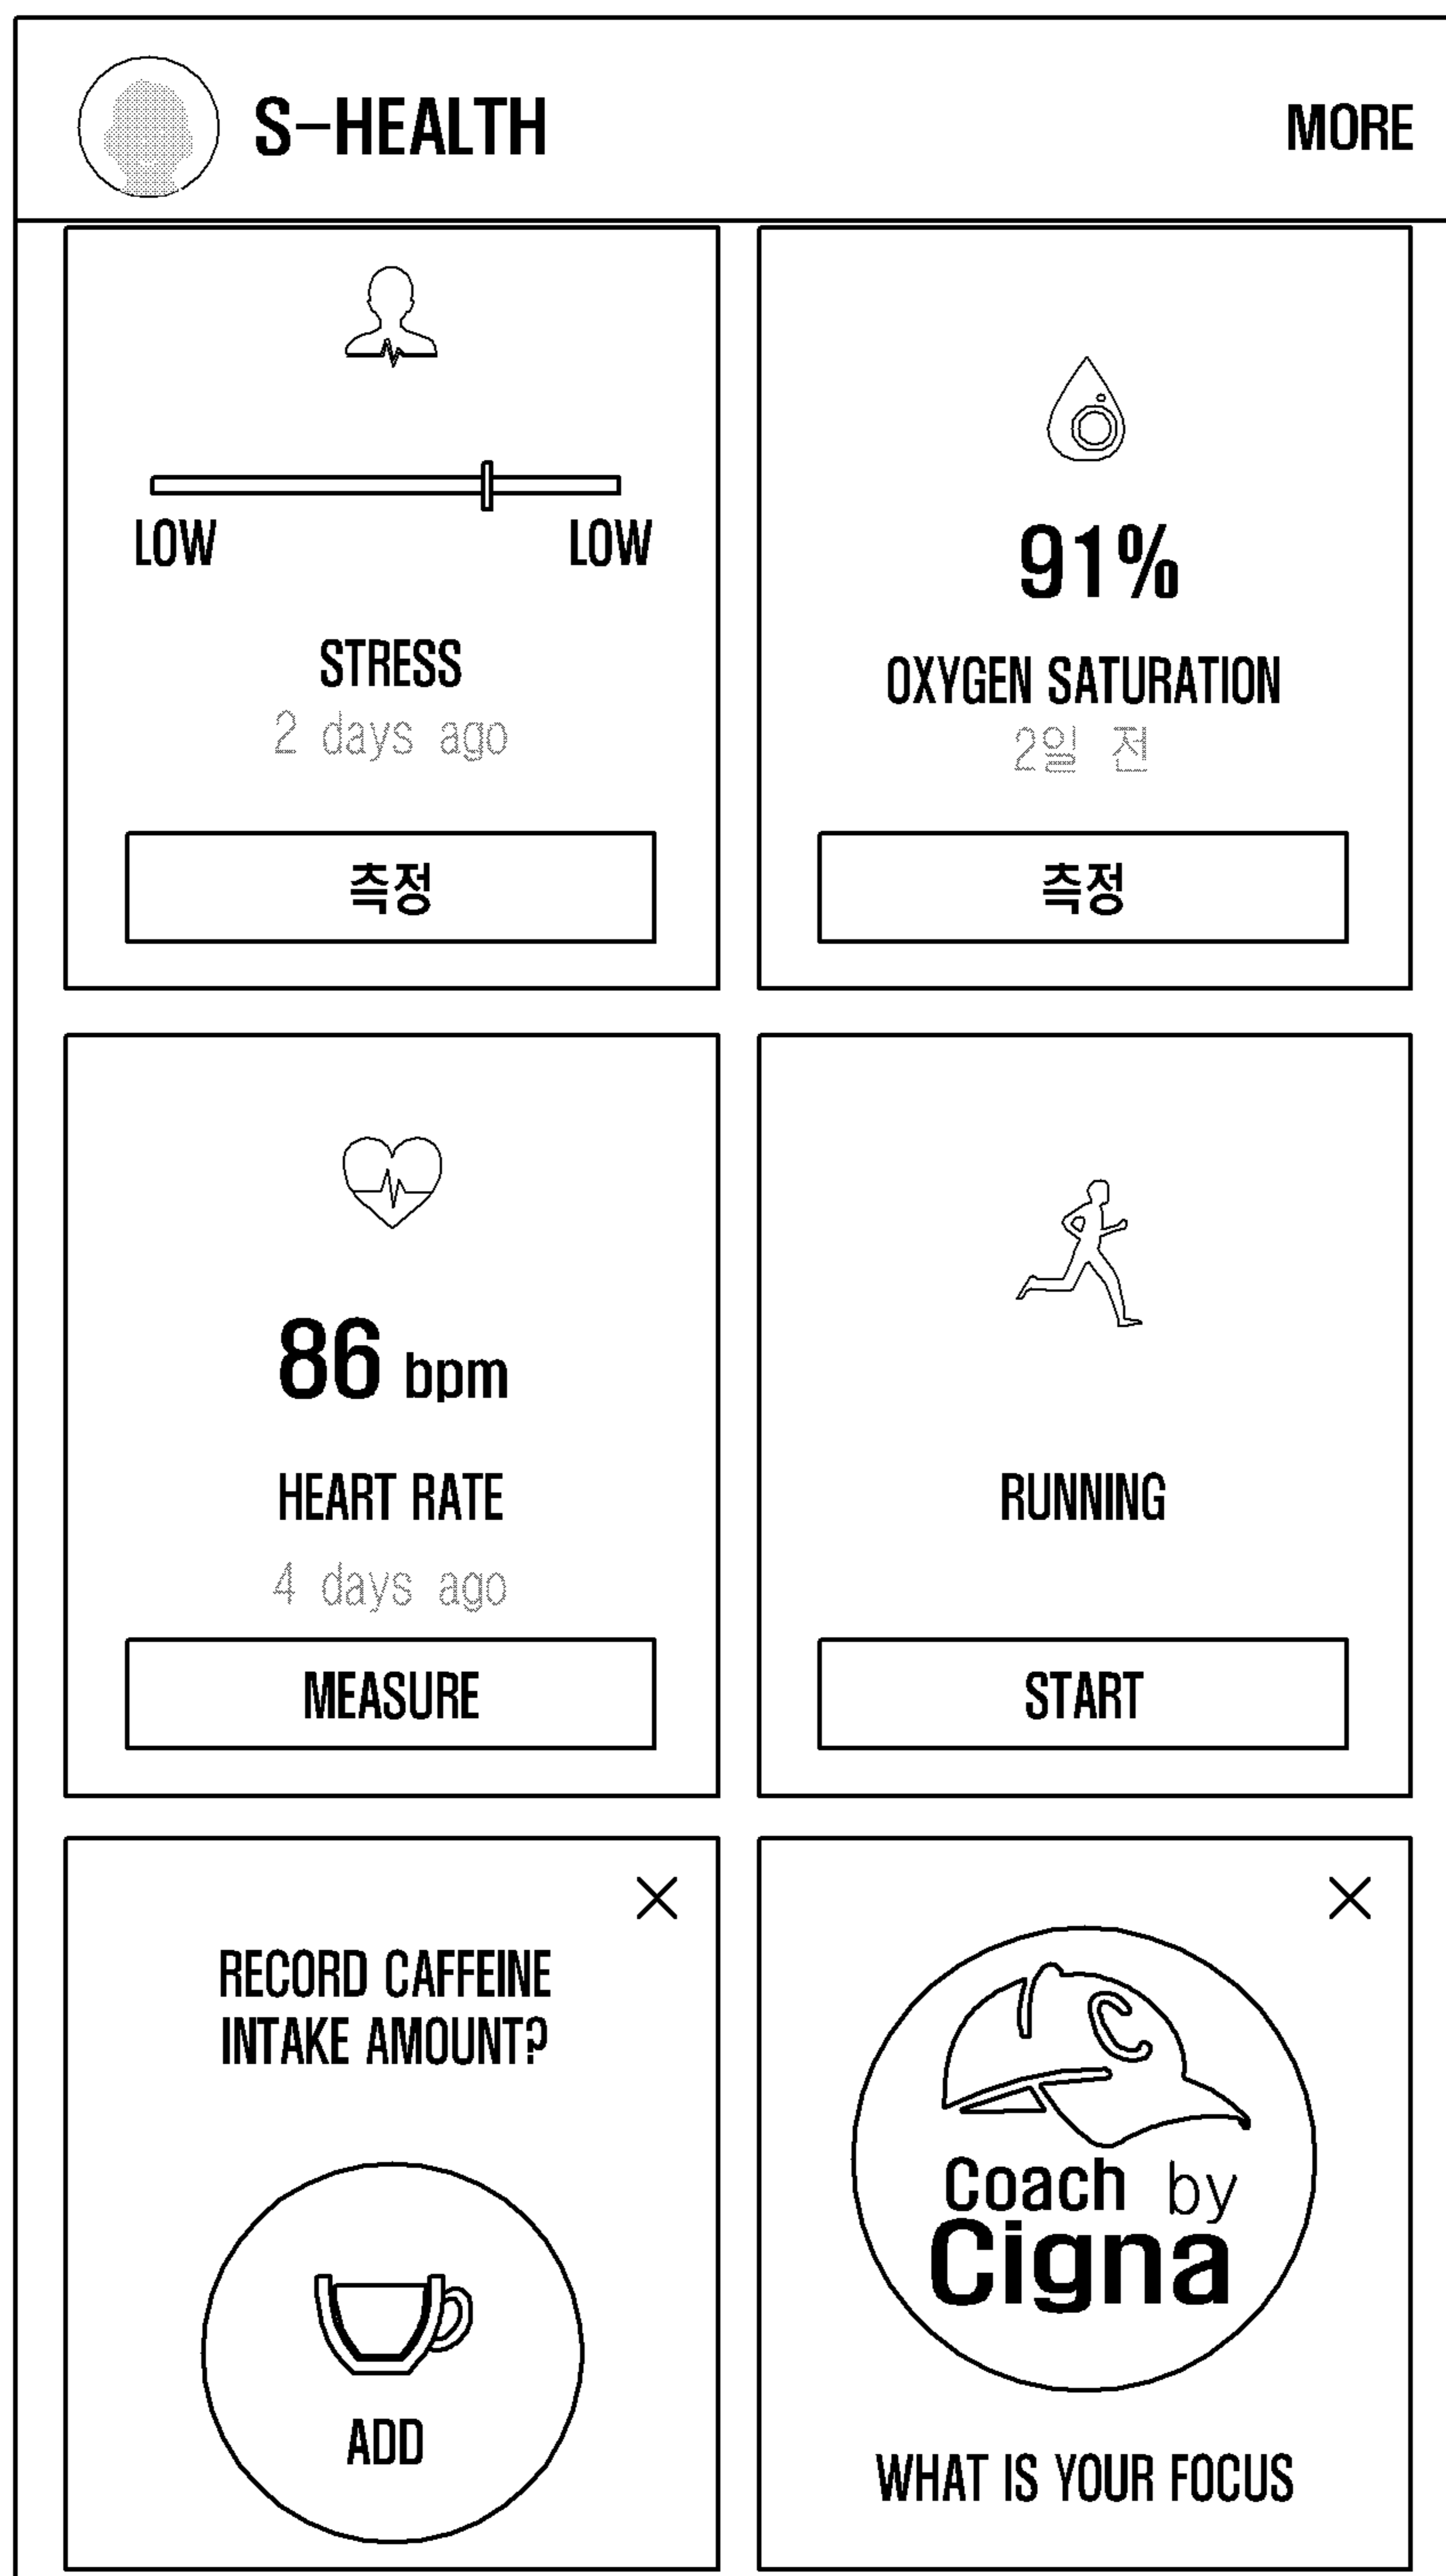 S-HEALTH
MORE
LOW
LOW
STRESS
2 days ago
측정
91%
OXYGEN SATURATION
2일 전
측정
86 bpm
HEART RATE
4 days ago
MEASURE
RUNNING
START
RECORD CAFFEINE
INTAKE AMOUNT?
ADD
C
Coach by
Cigna
WHAT IS YOUR FOCUS